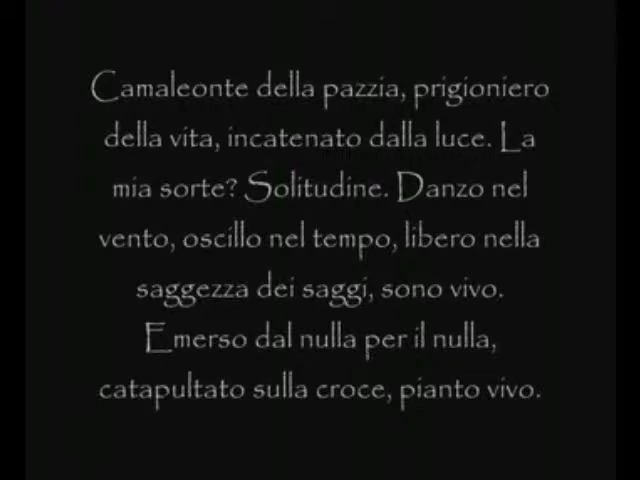 Camaleonte della pazzia, prigioniero
della vita, incatenato dalla luce. La
mia sorte? Solitudine. Danzo nel
vento, oscillo nel tempo, libero nella
saggezza dei saggi, sono vivo.
Emerso dal nulla per il nulla,
catapultato sulla croce, pianto vivo.